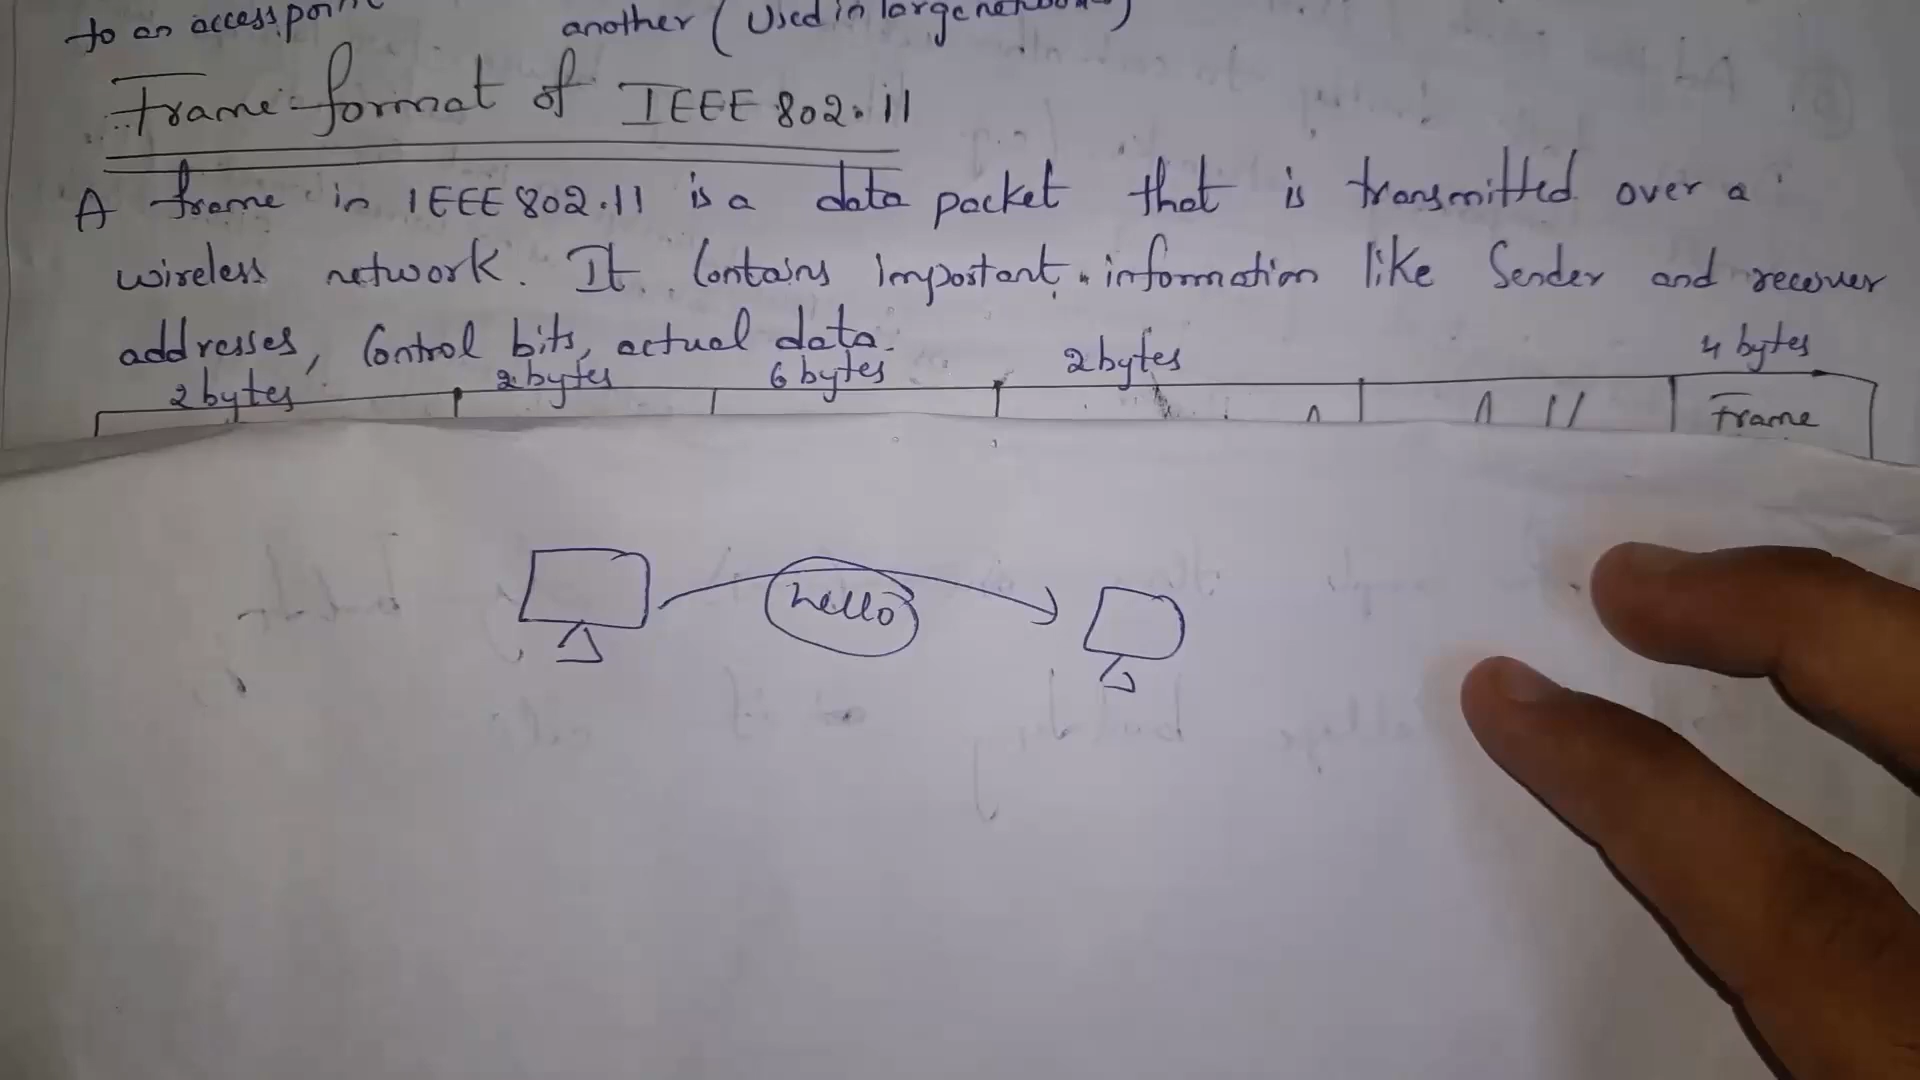 to an access point
another (Used in large networks)
Frame format of IEEE 802.11
A frame in IEEE 802.11 is a data packet that is transmitted over a
wireless network. It Contains important information like Sender and receiver
addresses, Control bits, actual data.
2 bytes 2 bytes 6 bytes 2 bytes 4 bytes
Frame
hello